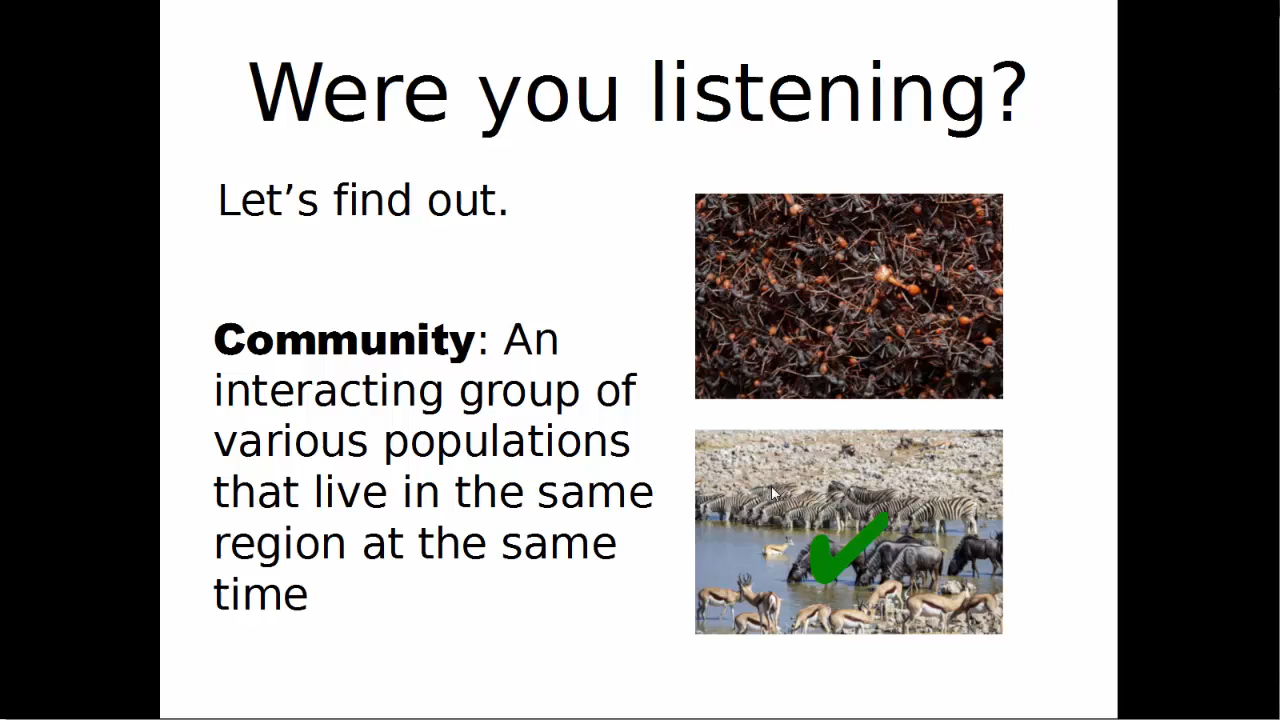 Were you listening?
Let’s find out.
Community: An
interacting group of
various populations
that live in the same
region at the same
time